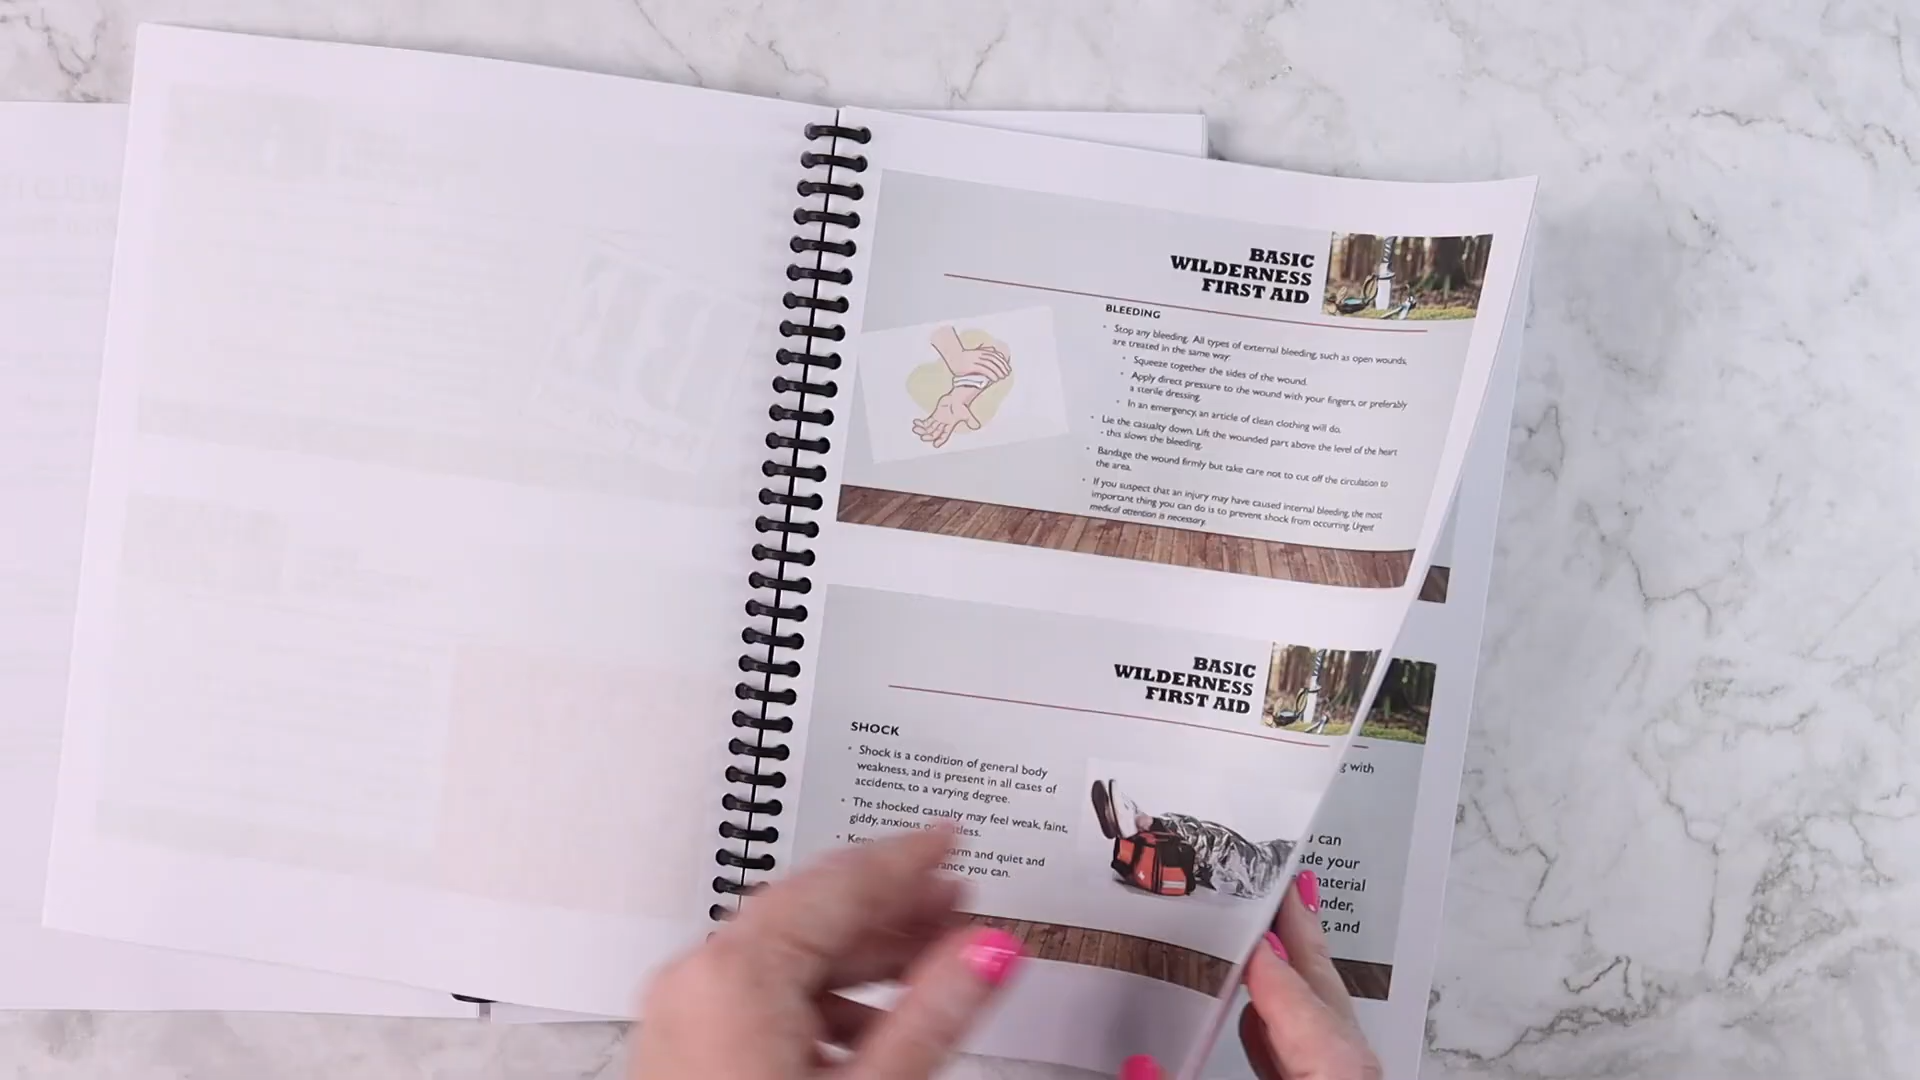 BASIC
WILDERNESS
FIRST AID
BLEEDING
• Stop any bleeding. All types of external bleeding, such as open wounds,
are treated in the same way:
• Squeeze together the sides of the wound.
• Apply direct pressure to the wound with your fingers, or preferably
a sterile dressing.
• In an emergency, an article of clean clothing will do.
• Lie the casualty down. Lift the wounded part above the level of the heart
- this slows the bleeding.
• Bandage the wound firmly but take care not to cut off the circulation to
the area.
• If you suspect that an injury may have caused internal bleeding, the most
important thing you can do is to prevent shock from occurring. Urgent
medical attention is necessary.
BASIC
WILDERNESS
FIRST AID
SHOCK
• Shock is a condition of general body
weakness, and is present in all cases of
accidents, to a varying degree.
• The shocked casualty may feel weak, faint,
giddy, anxious
• Keep warm and quiet and
you can.
with
can
your
material
and